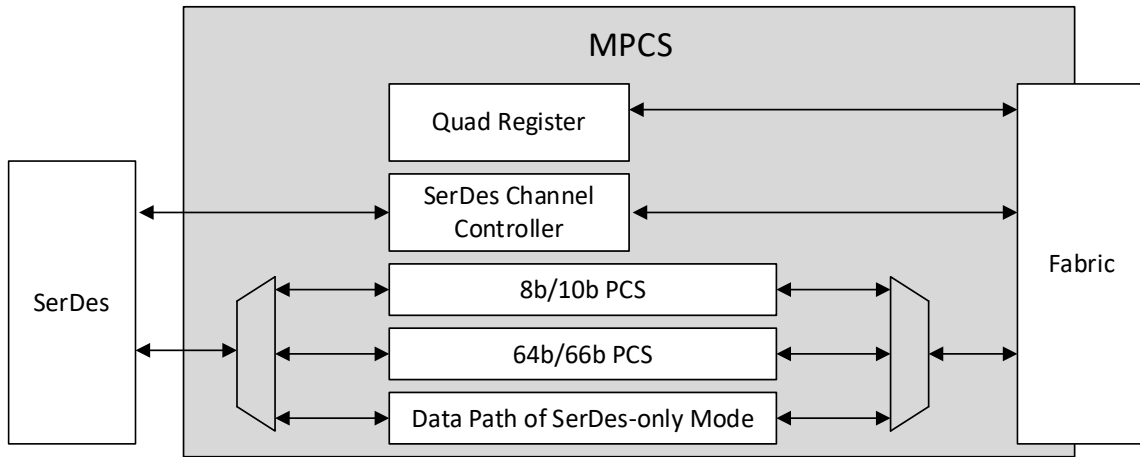 MPCS
Quad Register
SerDes Channel
Controller
SerDes
Fabric
8b/10b PCS
64b/66b PCS
Data Path of SerDes-only Mode